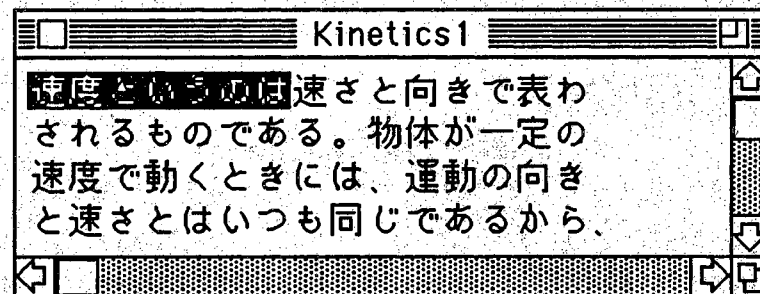 Kinetics1
速度というのは速さと向きで表わ
されるものである。物体が一定の
速度で動くときには、運動の向き
と速さとはいつも同じであるから、